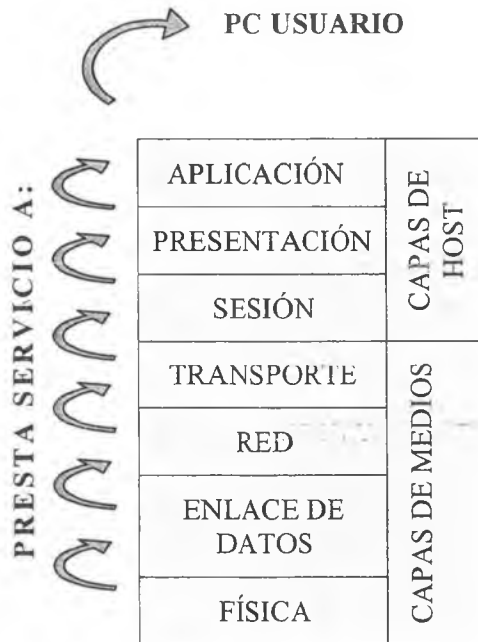 PC USUARIO
PRESTA SERVICIO A:
APLICACIÓN
PRESENTACIÓN
SESIÓN
TRANSPORTE
RED
ENLACE DE
DATOS
FÍSICA
CAPAS DE
HOST
CAPAS DE MEDIOS